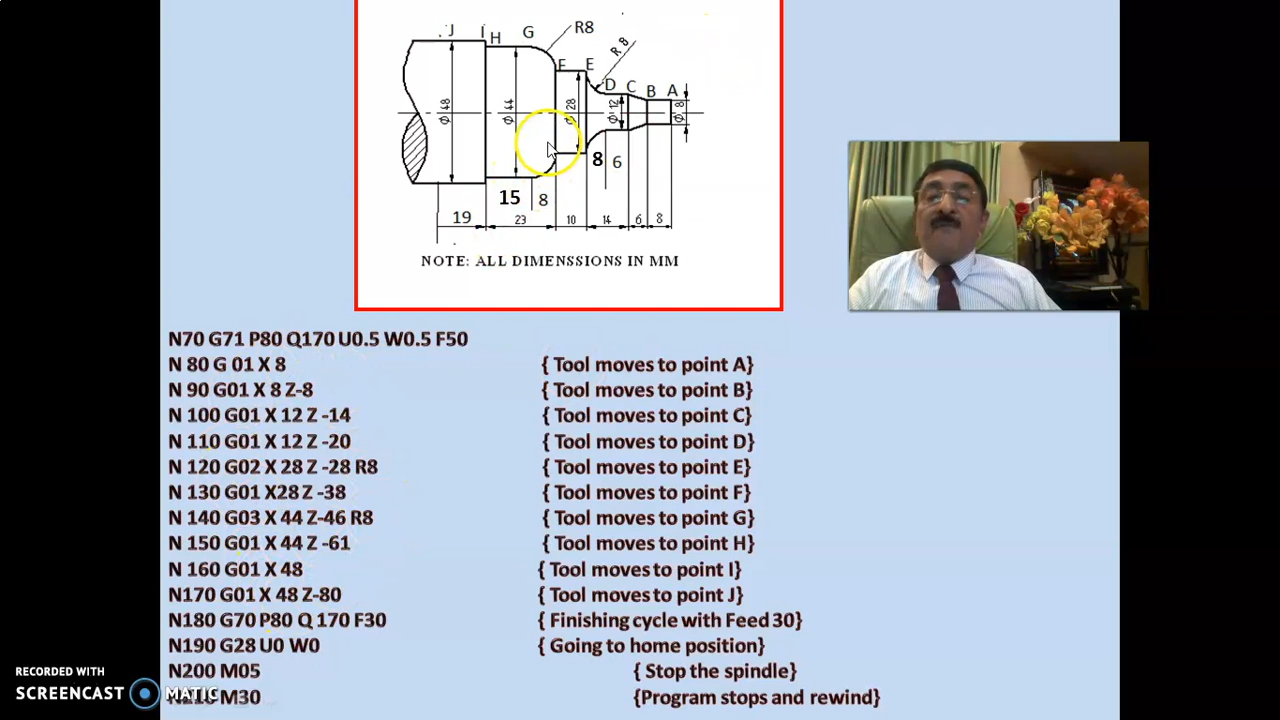 J I H G R8
F E R 8
D C B A
Φ 48 Φ 44 Φ 28 Φ 12 Φ 8
8 6
15 8
19 23 10 14 6 8
NOTE: ALL DIMENSSIONS IN MM
N70 G71 P80 Q170 U0.5 W0.5 F50
N 80 G 01 X 8 { Tool moves to point A}
N 90 G01 X 8 Z-8 { Tool moves to point B}
N 100 G01 X 12 Z -14 { Tool moves to point C}
N 110 G01 X 12 Z -20 { Tool moves to point D}
N 120 G02 X 28 Z -28 R8 { Tool moves to point E}
N 130 G01 X28 Z -38 { Tool moves to point F}
N 140 G03 X 44 Z-46 R8 { Tool moves to point G}
N 150 G01 X 44 Z -61 { Tool moves to point H}
N 160 G01 X 48 { Tool moves to point I}
N170 G01 X 48 Z-80 { Tool moves to point J}
N180 G70 P80 Q 170 F30 { Finishing cycle with Feed 30}
N190 G28 U0 W0 { Going to home position}
N200 M05 { Stop the spindle}
M30 {Program stops and rewind}
RECORDED WITH
SCREENCAST MATIC